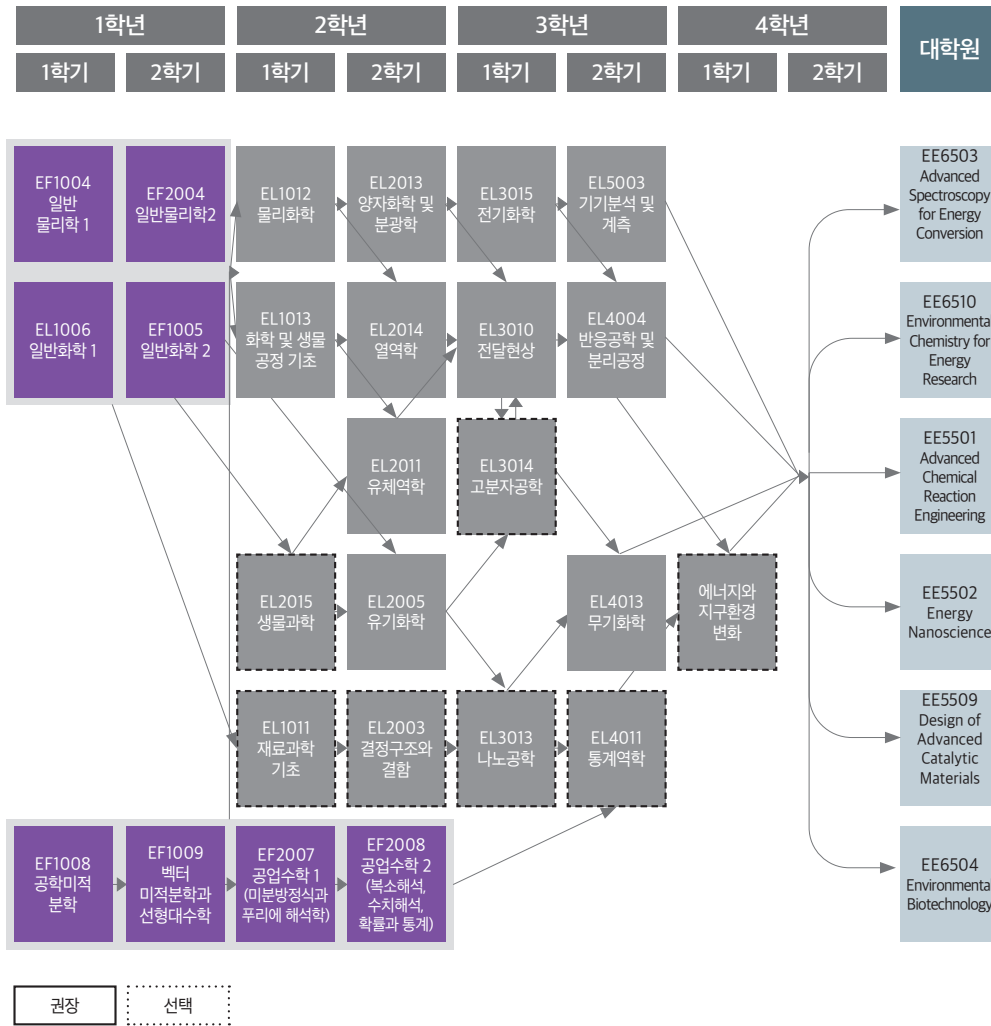 1학년
2학년
3학년
4학년
대학원
1학기
2학기
1학기
2학기
1학기
2학기
1학기
2학기
EF1004
일반
물리학 1
EF2004
일반물리학2
EL1012
물리화학
EL2013
양자화학 및
분광학
EL3015
전기화학
EL5003
기기분석 및
계측
EE6503
Advanced
Spectroscopy
for Energy
Conversion
EL1006
일반화학 1
EF1005
일반화학 2
EL1013
화학 및 생물
공정 기초
EL2014
열역학
EL3010
전달현상
EL4004
반응공학 및
분리공정
EE6510
Environmenta
Chemistry for
Energy
Research
EL2011
유체역학
EL3014
고분자공학
EE5501
Advanced
Chemical
Reaction
Engineering
EL2015
생물과학
EL2005
유기화학
EL4013
무기화학
에너지와
지구환경
변화
EE5502
Energy
Nanoscience
EL1011
재료과학
기초
EL2003
결정구조와
결함
EL3013
나노공학
EL4011
통계역학
EE5509
Design of
Advanced
Catalytic
Materials
EF1008
공학미적
분학
EF1009
벡터
미적분학과
선형대수학
EF2007
공업수학 1
(미분방정식과
푸리에 해석학)
EF2008
공업수학 2
(복소해석,
수치해석,
확률과 통계)
EE6504
Environmenta
Biotechnology
권장
선택